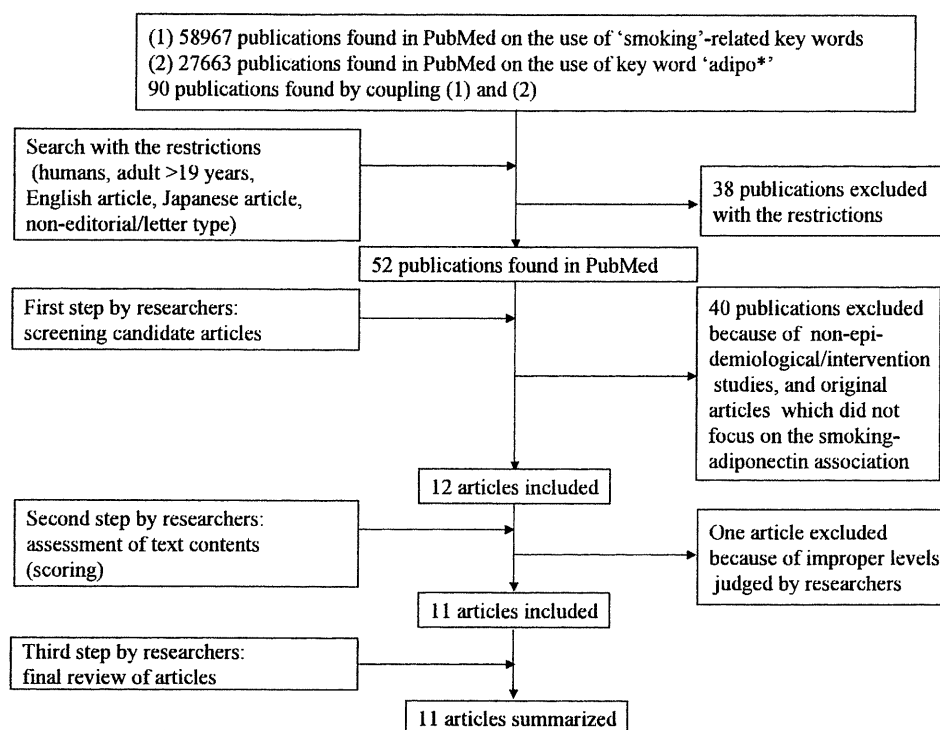 (1) 58967 publications found in PubMed on the use of ‘smoking’-related key words
(2) 27663 publications found in PubMed on the use of key word ‘adipo*’
90 publications found by coupling (1) and (2)
Search with the restrictions
(humans, adult >19 years,
English article, Japanese article,
non-editorial/letter type)
38 publications excluded
with the restrictions
52 publications found in PubMed
First step by researchers:
screening candidate articles
40 publications excluded
because of non-epi-
demiological/intervention
studies, and original
articles which did not
focus on the smoking-
adiponectin association
12 articles included
Second step by researchers:
assessment of text contents
(scoring)
One article excluded
because of improper levels
judged by researchers
11 articles included
Third step by researchers:
final review of articles
11 articles summarized